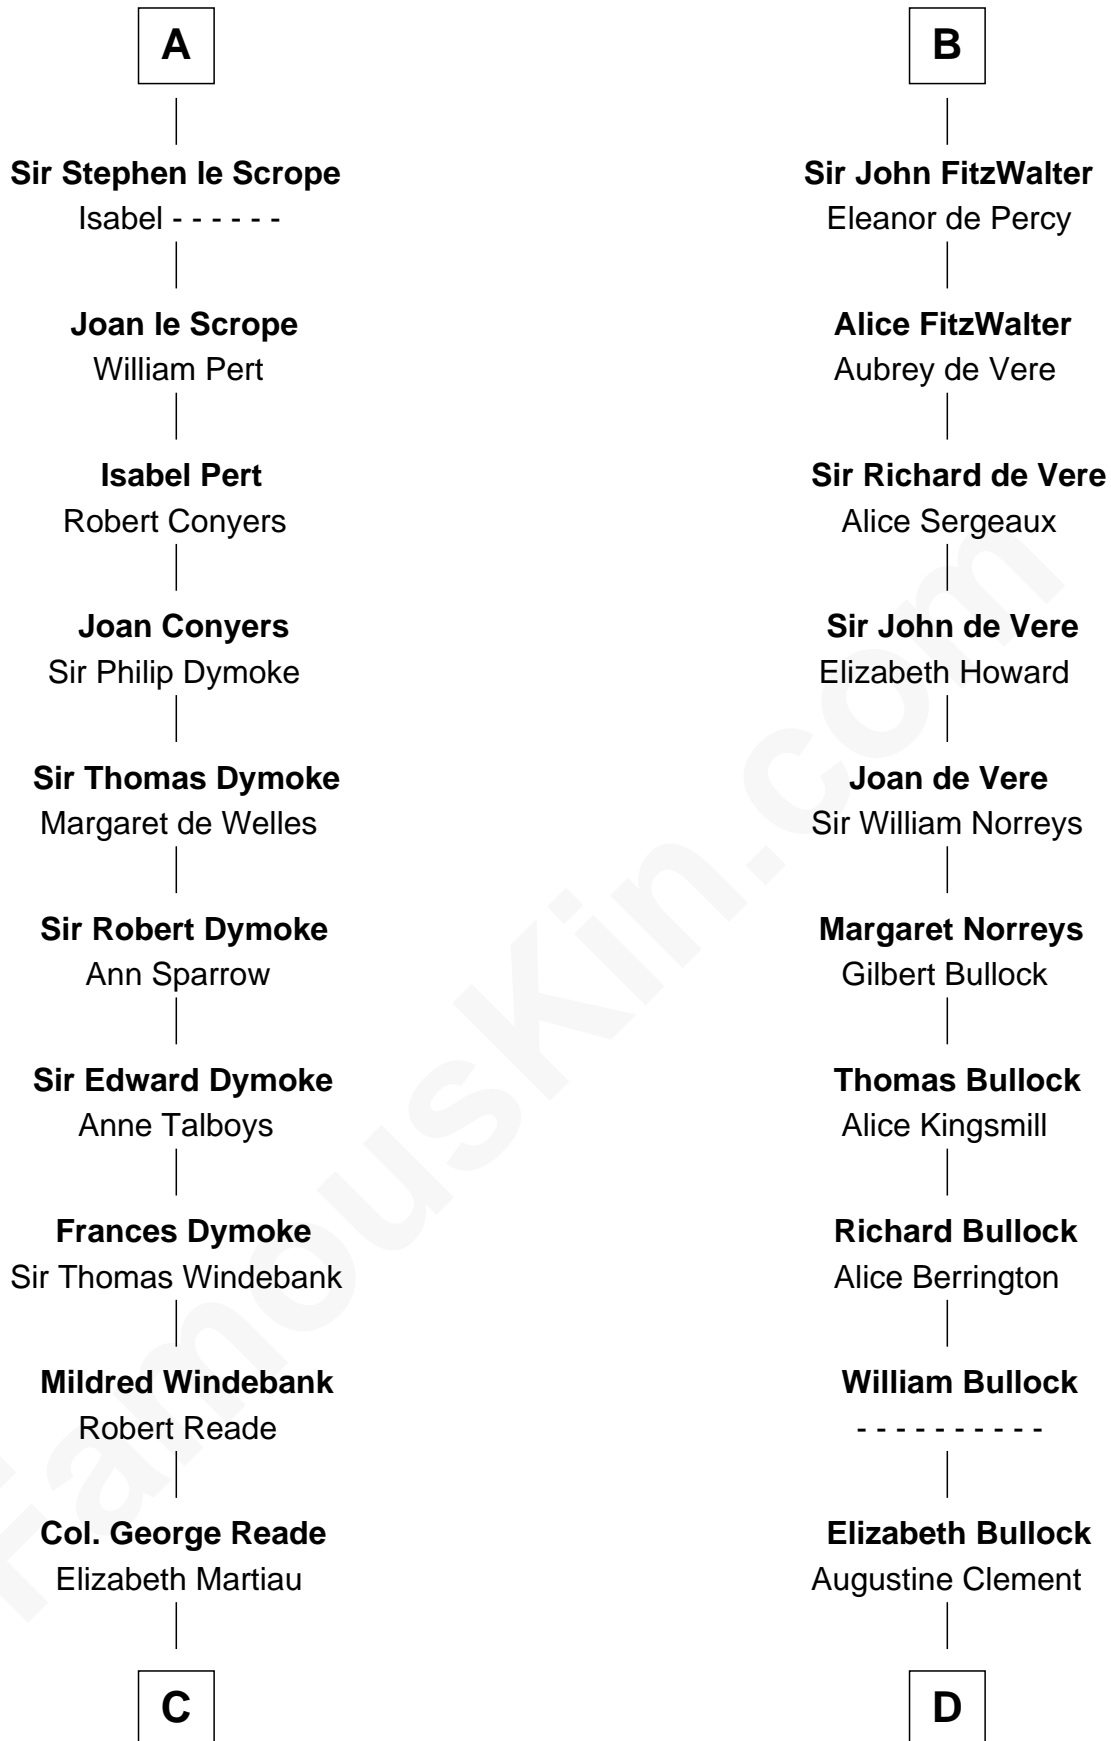 A
Sir Stephen le Scrope
Isabel - - - - - -
Joan le Scrope
William Pert
Isabel Pert
Robert Conyers
Joan Conyers
Sir Philip Dymoke
Sir Thomas Dymoke
Margaret de Welles
Sir Robert Dymoke
Ann Sparrow
Sir Edward Dymoke
Anne Talboys
Frances Dymoke
Sir Thomas Windebank
Mildred Windebank
Robert Reade
Col. George Reade
Elizabeth Martiau
C
B
Sir John FitzWalter
Eleanor de Percy
Alice FitzWalter
Aubrey de Vere
Sir Richard de Vere
Alice Sergeaux
Sir John de Vere
Elizabeth Howard
Joan de Vere
Sir William Norreys
Margaret Norreys
Gilbert Bullock
Thomas Bullock
Alice Kingsmill
Richard Bullock
Alice Berrington
William Bullock
- - - - - - - - - -
Elizabeth Bullock
Augustine Clement
D
FamousKin.com